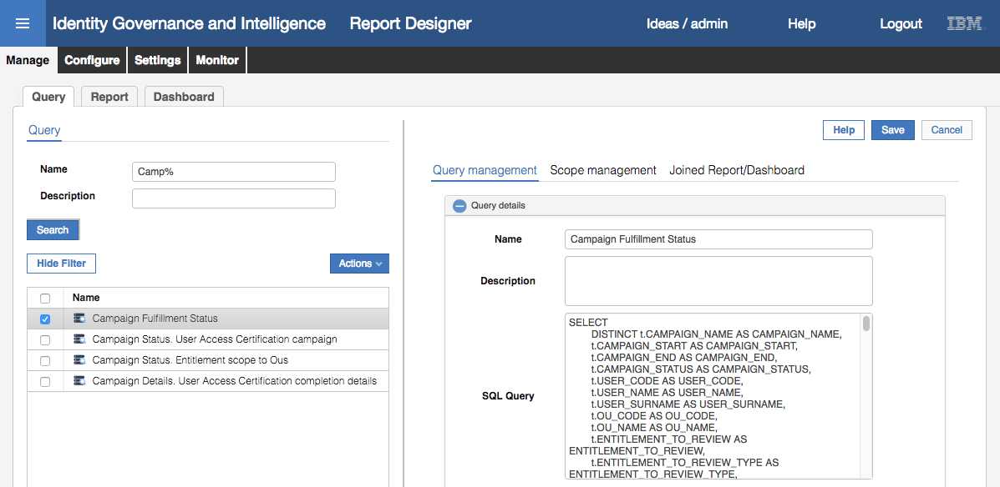 Identity Governance and Intelligence Report Designer Ideas / admin Help Logout IBM
Manage Configure Settings Monitor
Query Report Dashboard
Query
Name Camp%
Description
Search
Hide Filter Actions
Name
Campaign Fulfillment Status
Campaign Status. User Access Certification campaign
Campaign Status. Entitlement scope to Ous
Campaign Details. User Access Certification completion details
Help Save Cancel
Query management Scope management Joined Report/Dashboard
Query details
Name Campaign Fulfillment Status
Description
SQL Query
SELECT
DISTINCT t.CAMPAIGN_NAME AS CAMPAIGN_NAME,
t.CAMPAIGN_START AS CAMPAIGN_START,
t.CAMPAIGN_END AS CAMPAIGN_END,
t.CAMPAIGN_STATUS AS CAMPAIGN_STATUS,
t.USER_CODE AS USER_CODE,
t.USER_NAME AS USER_NAME,
t.USER_SURNAME AS USER_SURNAME,
t.OU_CODE AS OU_CODE,
t.OU_NAME AS OU_NAME,
t.ENTITLEMENT_TO_REVIEW AS
ENTITLEMENT_TO_REVIEW,
t.ENTITLEMENT_TO_REVIEW_TYPE AS
ENTITLEMENT_TO_REVIEW_TYPE,